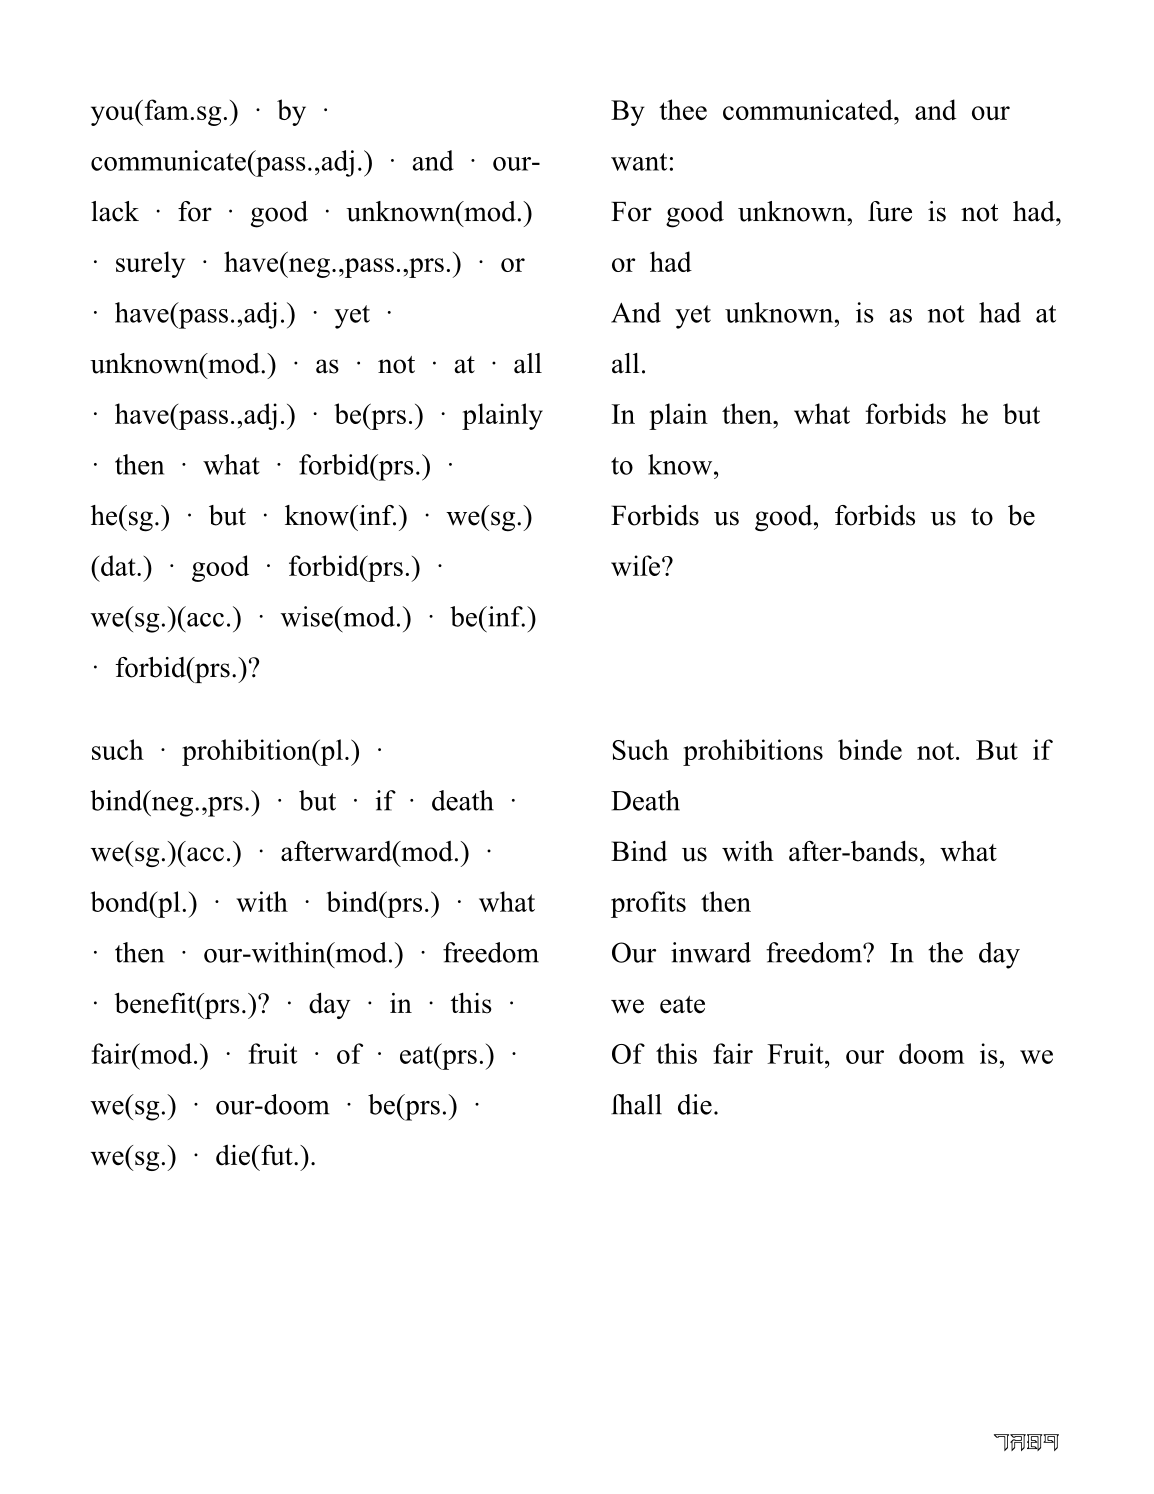 you(fam.sg.) · by ·
communicate(pass.,adj.) · and · our-
lack · for · good · unknown(mod.)
· surely · have(neg.,pass.,prs.) · or
· have(pass.,adj.) · yet ·
unknown(mod.) · as · not · at · all
· have(pass.,adj.) · be(prs.) · plainly
· then · what · forbid(prs.) ·
he(sg.) · but · know(inf.) · we(sg.)
(dat.) · good · forbid(prs.) ·
we(sg.)(acc.) · wise(mod.) · be(inf.)
· forbid(prs.)?
By thee communicated, and our
want:
For good unknown, ſure is not had,
or had
And yet unknown, is as not had at
all.
In plain then, what forbids he but
to know,
Forbids us good, forbids us to be
wiſe?
such · prohibition(pl.) ·
bind(neg.,prs.) · but · if · death ·
we(sg.)(acc.) · afterward(mod.) ·
bond(pl.) · with · bind(prs.) · what
· then · our-within(mod.) · freedom
· benefit(prs.)? · day · in · this ·
fair(mod.) · fruit · of · eat(prs.) ·
we(sg.) · our-doom · be(prs.) ·
we(sg.) · die(fut.).
Such prohibitions binde not. But if
Death
Bind us with after-bands, what
profits then
Our inward freedom? In the day
we eate
Of this fair Fruit, our doom is, we
ſhall die.